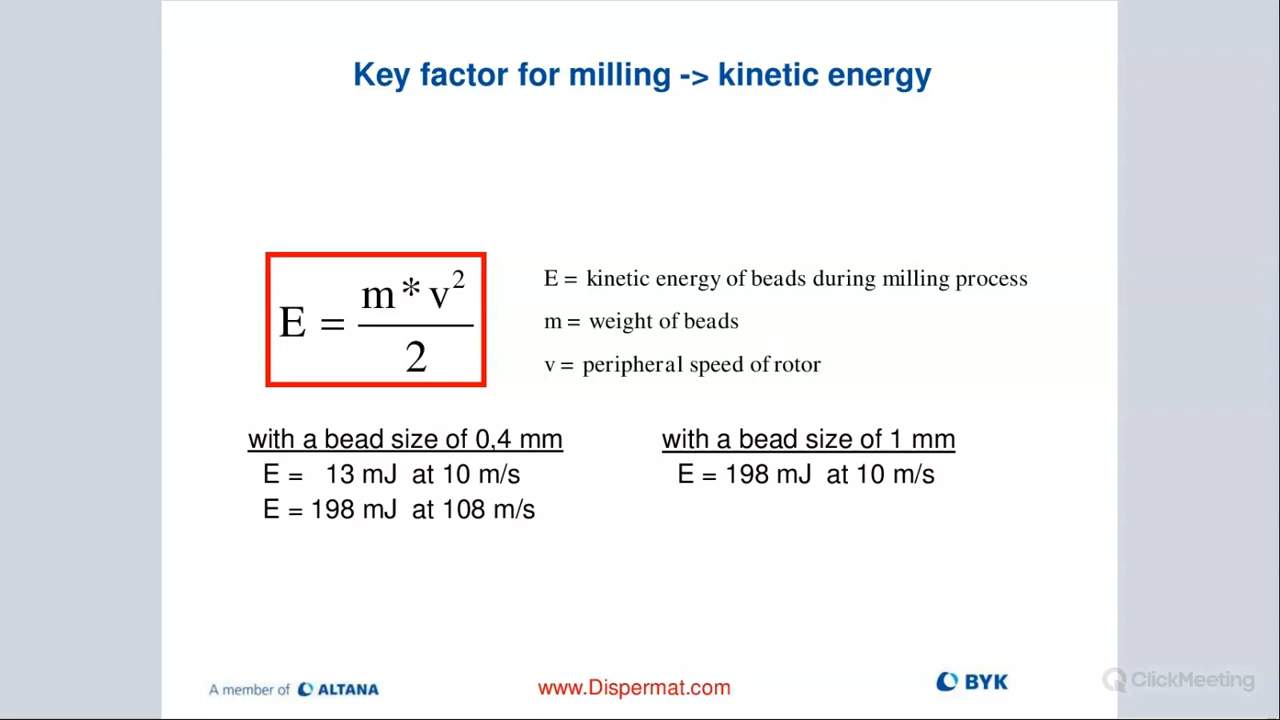 Key factor for milling -> kinetic energy
E = m * v² / 2
E = kinetic energy of beads during milling process
m = weight of beads
v = peripheral speed of rotor
with a bead size of 0,4 mm
E = 13 mJ at 10 m/s
E = 198 mJ at 108 m/s
with a bead size of 1 mm
E = 198 mJ at 10 m/s
A member of ALTANA
www.Dispermat.com
BYK
ClickMeeting